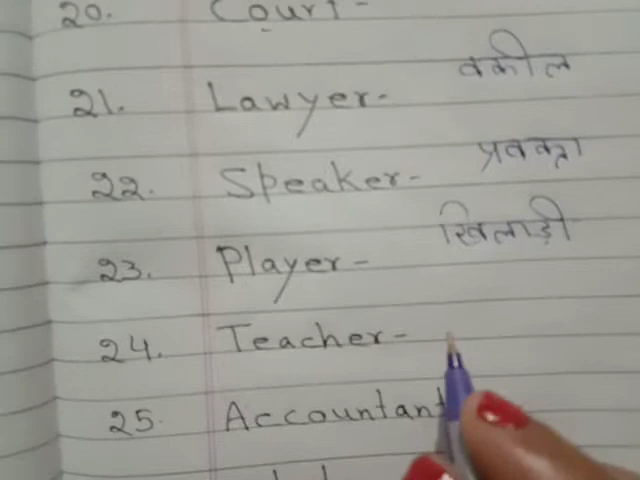 20. Court-
21. Lawyer- वकील
22. Speaker- प्रवक्ता
23. Player- खिलाड़ी
24. Teacher-
25. Accountant